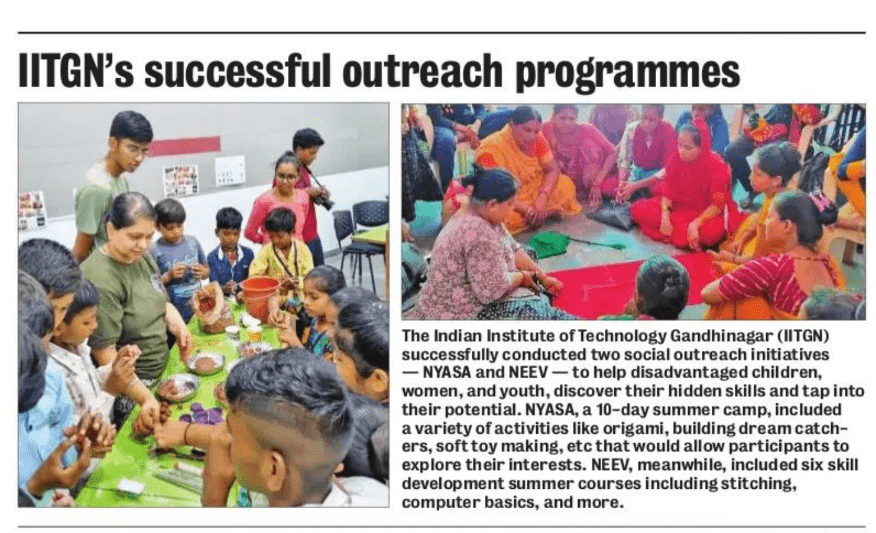 IITGN's successful outreach programmes
The Indian Institute of Technology Gandhinagar (IITGN)
successfully conducted two social outreach initiatives
— NYASA and NEEV — to help disadvantaged children,
women, and youth, discover their hidden skills and tap into
their potential. NYASA, a 10-day summer camp, included
a variety of activities like origami, building dream catch-
ers, soft toy making, etc that would allow participants to
explore their interests. NEEV, meanwhile, included six skill
development summer courses including stitching,
computer basics, and more.